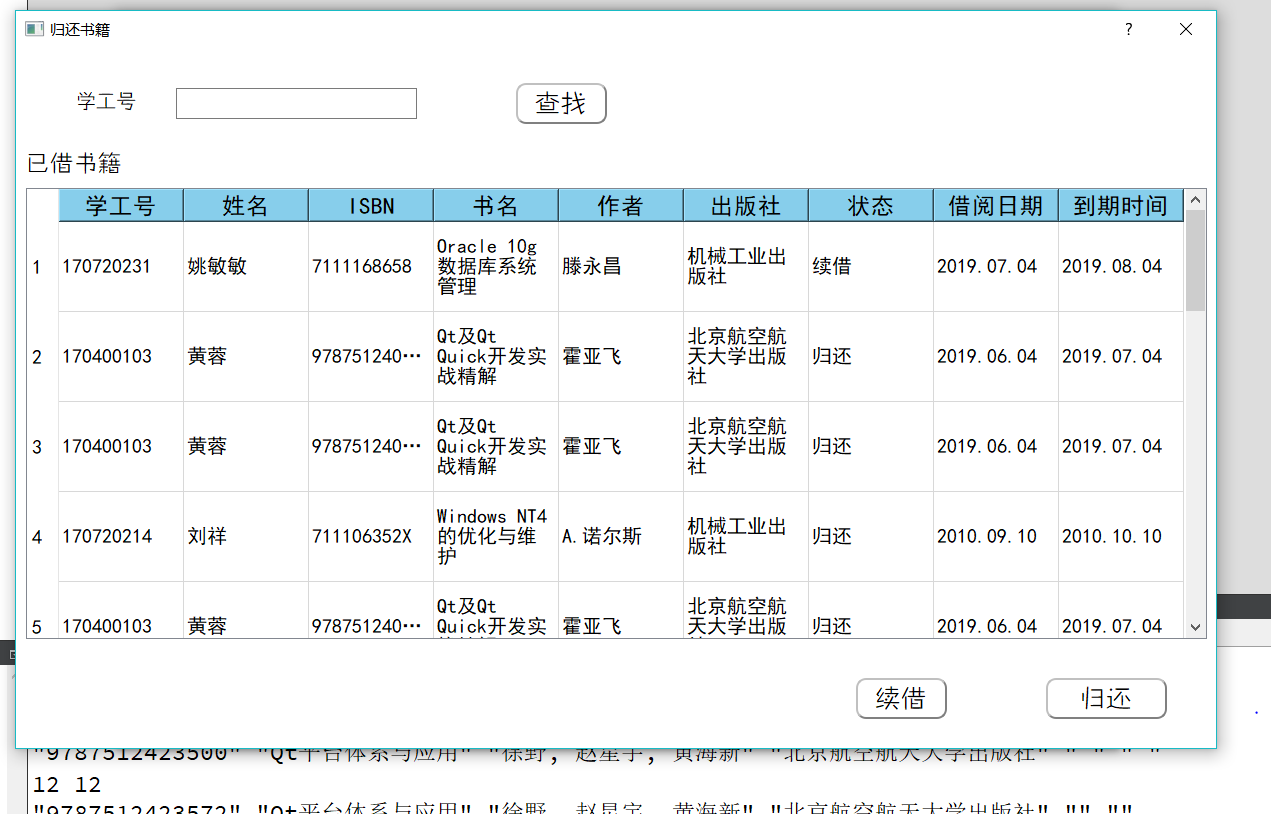 归还书籍
?
学工号
查找
已借书籍
学工号 姓名 ISBN 书名 作者 出版社 状态 借阅日期 到期时间
1 170720231 姚敏敏 7111168658 Oracle 10g
数据库系统
管理 滕永昌 机械工业出
版社 续借 2019.07.04 2019.08.04
2 170400103 黄蓉 978751240… Qt及Qt
Quick开发实
战精解 霍亚飞 北京航空航
天大学出版
社 归还 2019.06.04 2019.07.04
3 170400103 黄蓉 978751240… Qt及Qt
Quick开发实
战精解 霍亚飞 北京航空航
天大学出版
社 归还 2019.06.04 2019.07.04
4 170720214 刘祥 711106352X Windows NT4
的优化与维
护 A.诺尔斯 机械工业出
版社 归还 2010.09.10 2010.10.10
5 170400103 黄蓉 978751240… Qt及Qt
Quick开发实 霍亚飞 北京航空航
天大学出版 归还 2019.06.04 2019.07.04
续借 归还
"9787512423500" "Qt平台体系与应用" "徐野, 赵星宇, 黄海新" "北京航空航天大学出版社"
12 12
"9787512423572" "Qt平台体系与应用" "徐野, 赵星宇, 黄海新" "北京航空航天大学出版社" "" ""